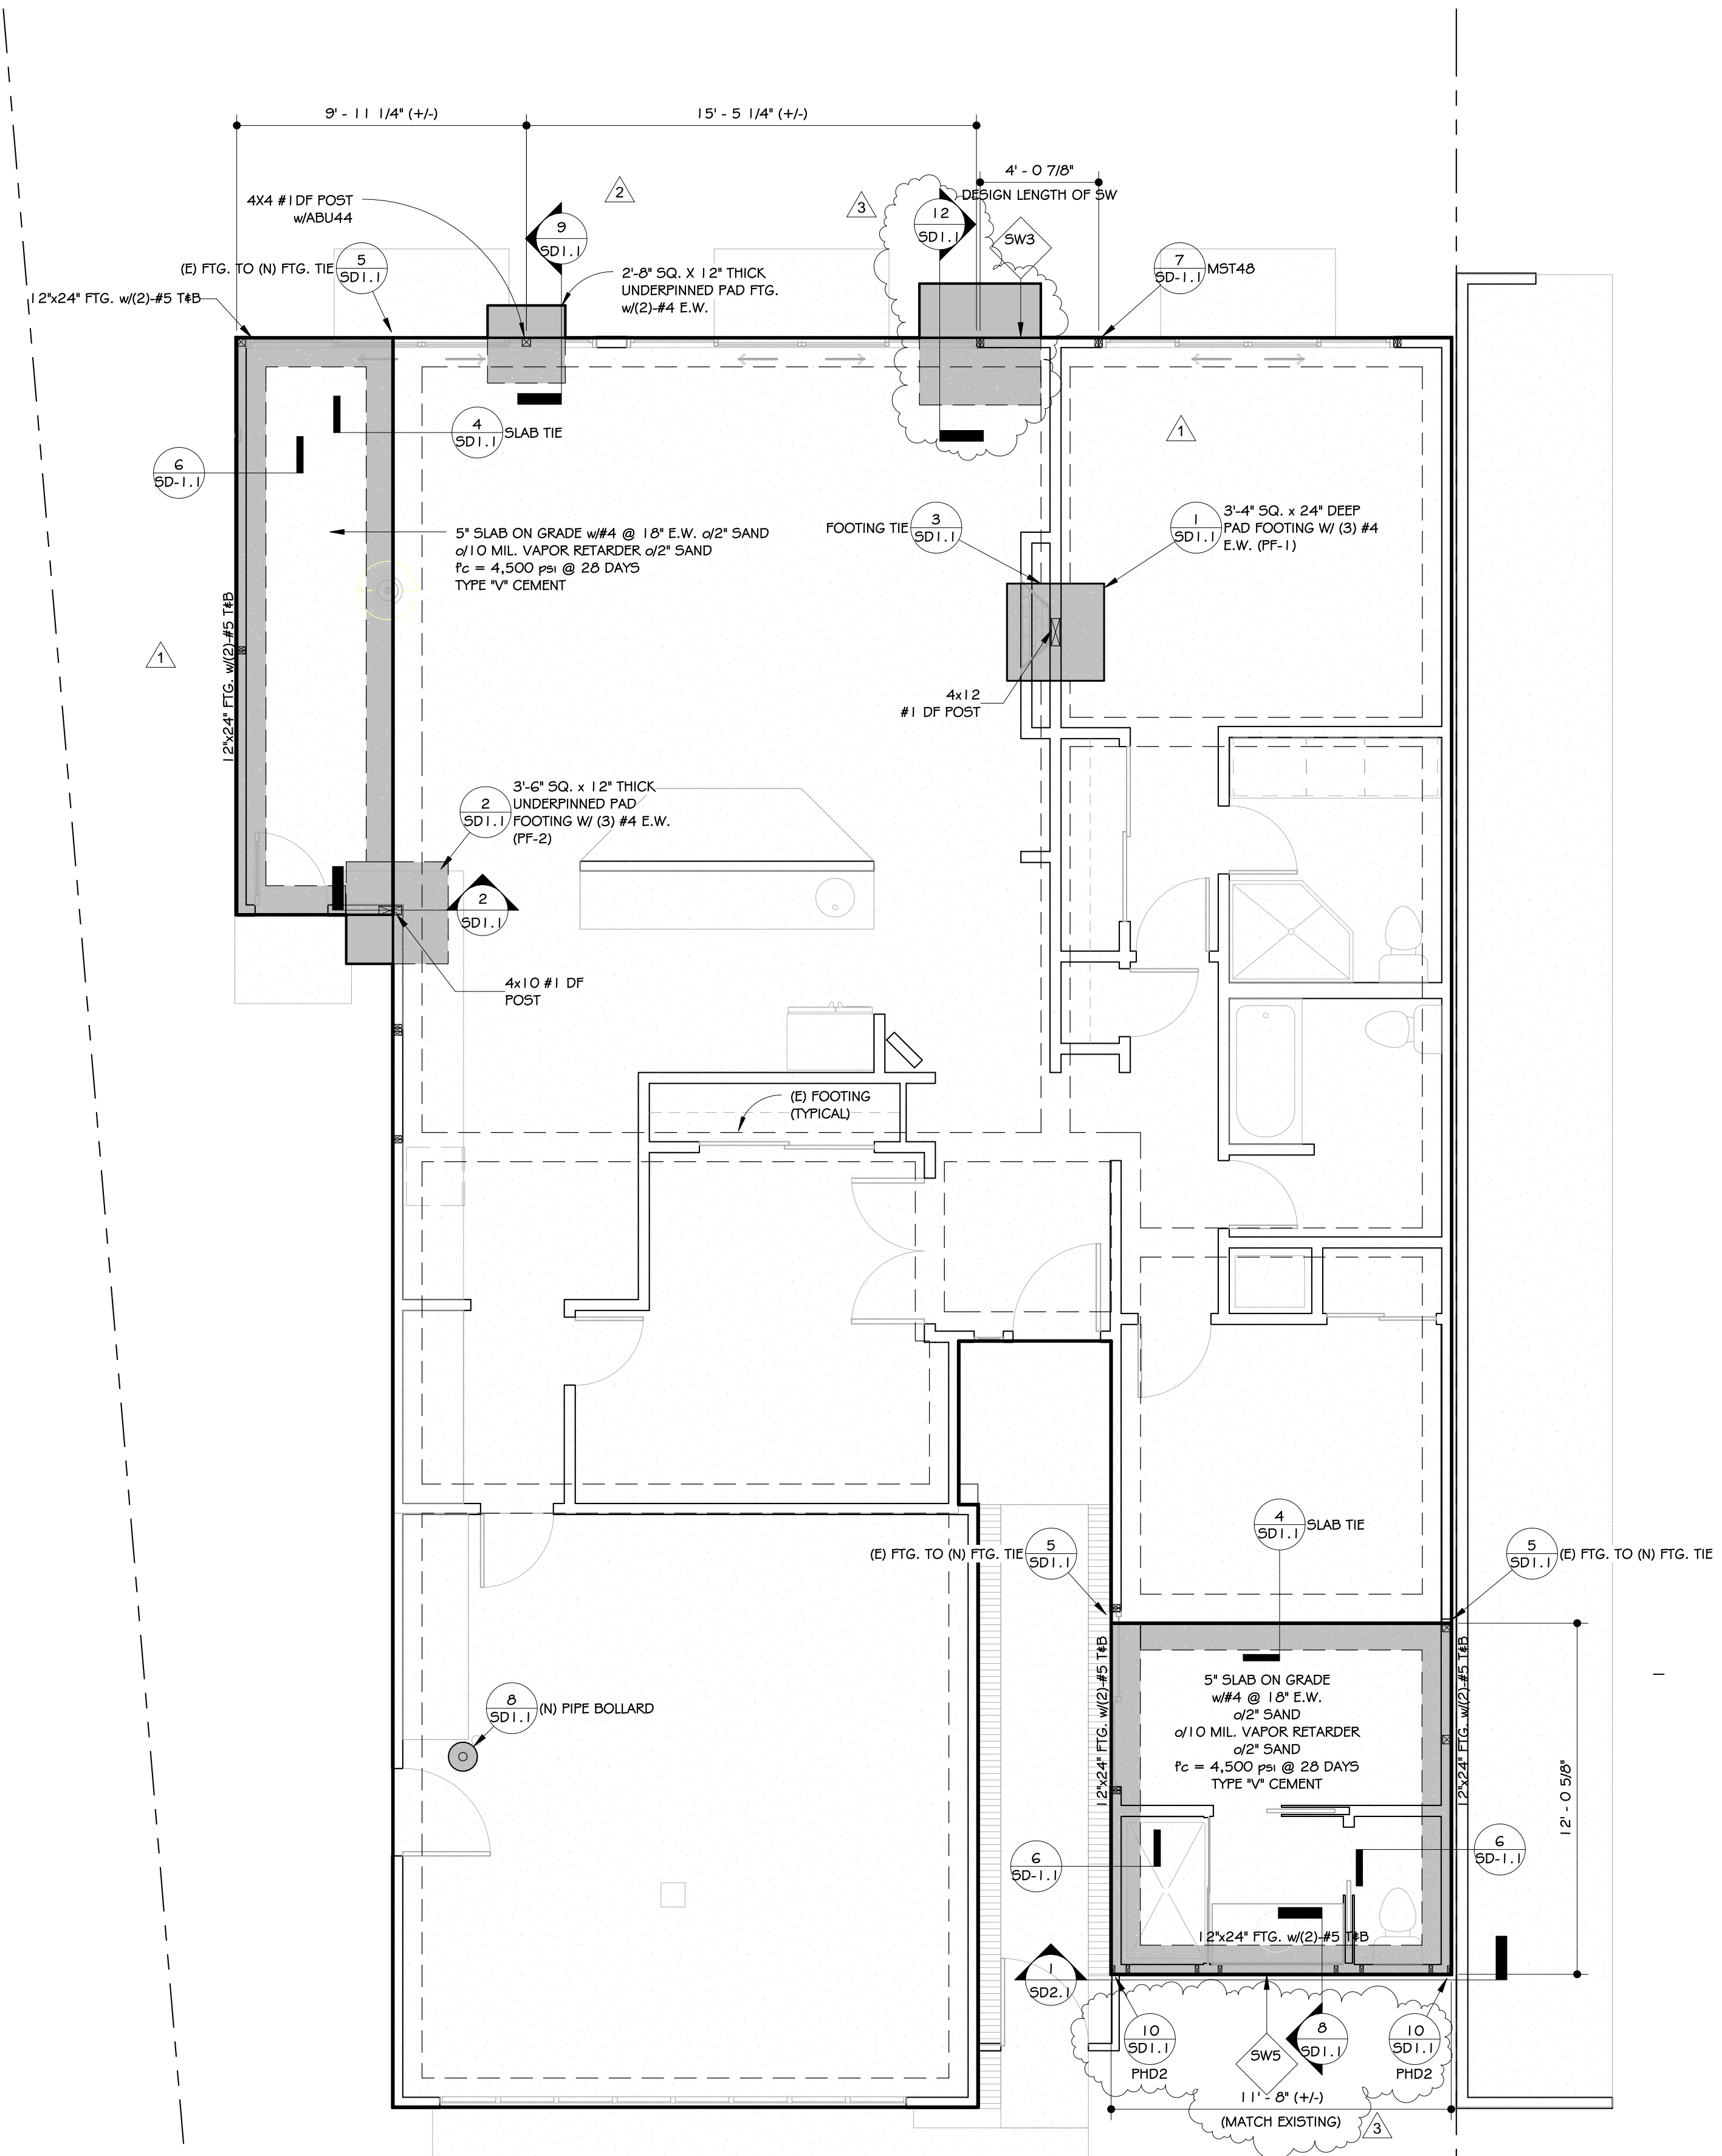 9' - 11 1/4" (+/-)
15' - 5 1/4" (+/-)
4' - 0 7/8"
DESIGN LENGTH OF SW
4X4 #1DF POST
w/ABU44
2
3
9
SD1.1
12
SD1.1
SW3
(E) FTG. TO (N) FTG. TIE
5
SD1.1
2'-8" SQ. X 12" THICK
UNDERPINNED PAD FTG.
w/(2)-#4 E.W.
7
SD-1.1
MST48
12"x24" FTG. w/(2)-#5 T&B
4
SD1.1
SLAB TIE
1
6
SD-1.1
5" SLAB ON GRADE w/#4 @ 18" E.W. o/2" SAND
o/10 MIL. VAPOR RETARDER o/2" SAND
f'c = 4,500 psi @ 28 DAYS
TYPE "V" CEMENT
FOOTING TIE
3
SD1.1
1
SD1.1
3'-4" SQ. x 24" DEEP
PAD FOOTING W/ (3) #4
E.W. (PF-1)
12"x24" FTG. w/(2)-#5 T&B
1
4x12
#1 DF POST
2
SD1.1
3'-6" SQ. x 12" THICK
UNDERPINNED PAD
FOOTING W/ (3) #4 E.W.
(PF-2)
2
SD1.1
4x10 #1 DF
POST
(E) FOOTING
(TYPICAL)
4
SD1.1
SLAB TIE
(E) FTG. TO (N) FTG. TIE
5
SD1.1
5
SD1.1
(E) FTG. TO (N) FTG. TIE
12"x24" FTG. w/(2)-#5 T&B
5" SLAB ON GRADE
w/#4 @ 18" E.W.
o/2" SAND
o/10 MIL. VAPOR RETARDER
o/2" SAND
f'c = 4,500 psi @ 28 DAYS
TYPE "V" CEMENT
12"x24" FTG. w/(2)-#5 T&B
12' - 0 5/8"
8
SD1.1
(N) PIPE BOLLARD
6
SD-1.1
6
SD-1.1
12"x24" FTG. w/(2)-#5 T&B
1
SD2.1
10
SD1.1
PHD2
SW5
8
SD1.1
10
SD1.1
PHD2
11' - 8" (+/-)
(MATCH EXISTING)
3